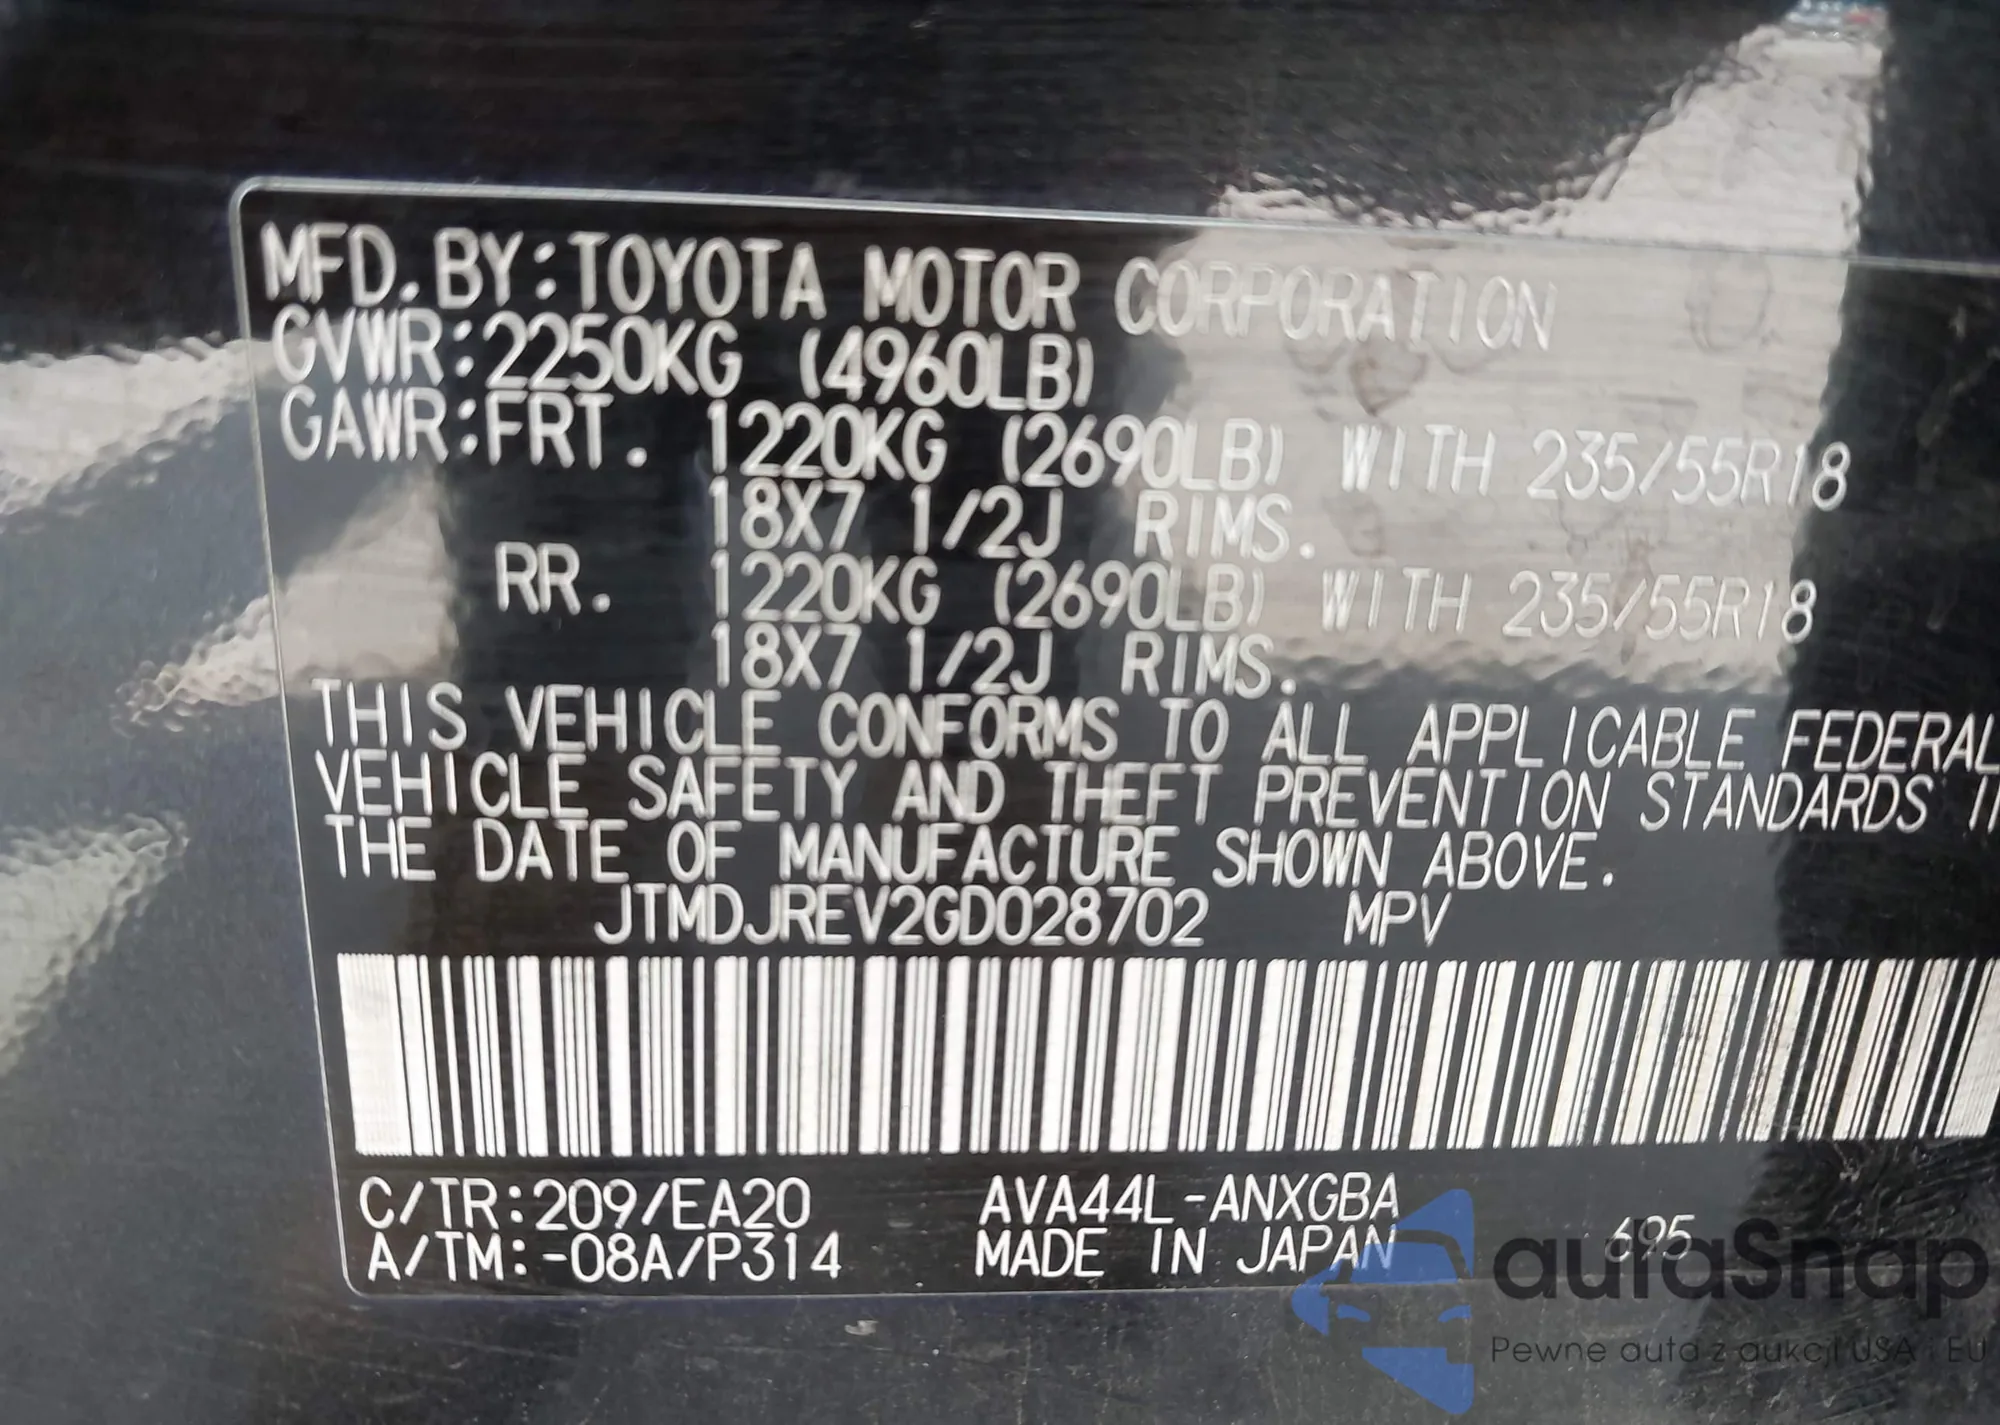 MFD. BY: TOYOTA MOTOR CORPORATION
GVWR: 2250KG (4960LB)
GAWR: FRT. 1220KG (2690LB) WITH 235/55R18
18X7 1/2J RIMS.
RR. 1220KG (2690LB) WITH 235/55R18
18X7 1/2J RIMS.
THIS VEHICLE CONFORMS TO ALL APPLICABLE FEDERAL
VEHICLE SAFETY AND THEFT PREVENTION STANDARDS
THE DATE OF MANUFACTURE SHOWN ABOVE.
JTMDJREV2GD028702 MPV
C/TR: 209/EA20 AVA44L-ANXGBA
A/TM: -08A/P314 MADE IN JAPAN 695
autaSnap
Pewne auta z aukcji USA i EU